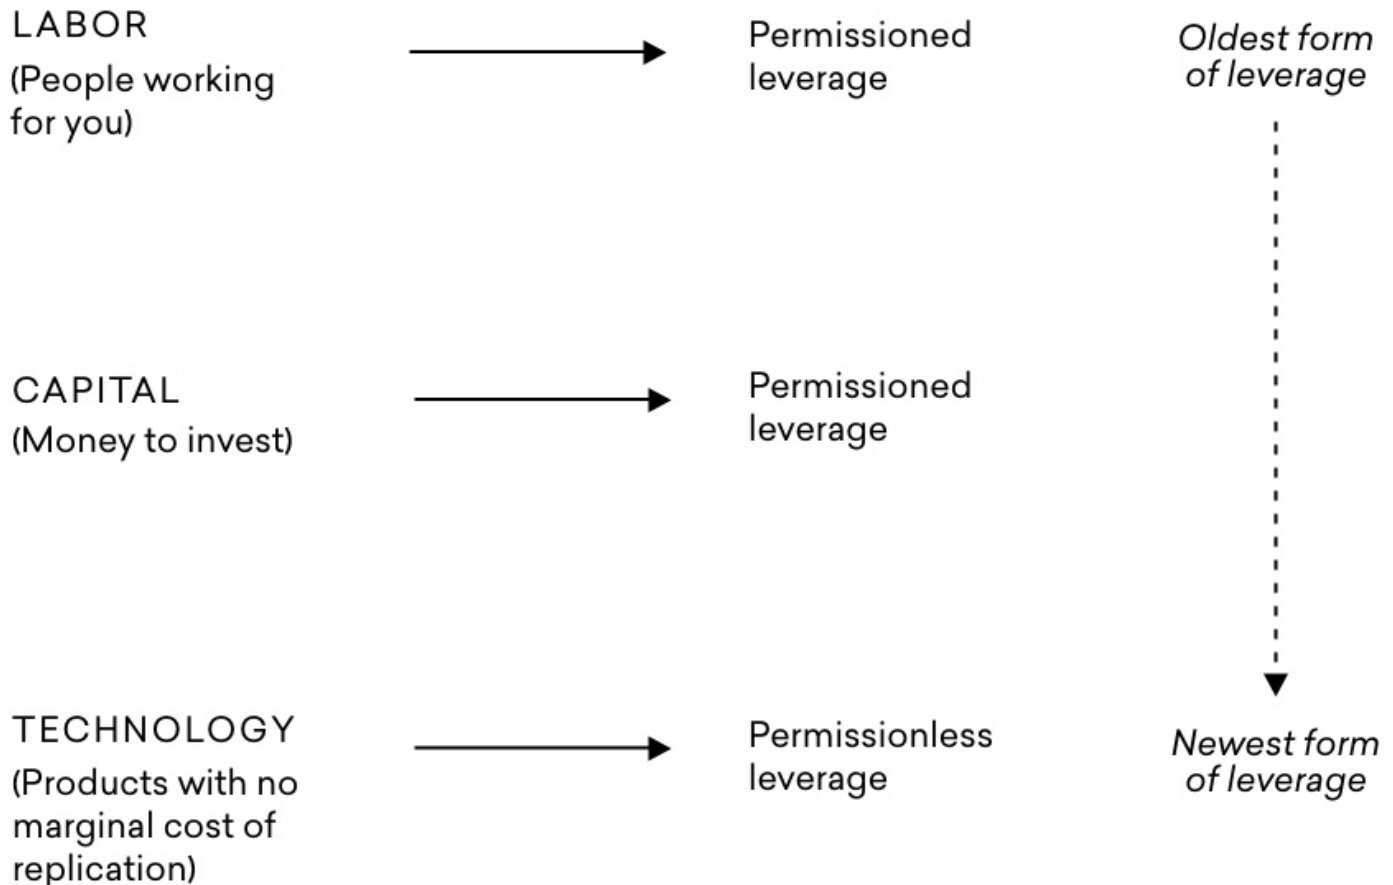 LABOR
(People working
for you)
Permissioned
leverage
Oldest form
of leverage
CAPITAL
(Money to invest)
Permissioned
leverage
TECHNOLOGY
(Products with no
marginal cost of
replication)
Permissionless
leverage
Newest form
of leverage